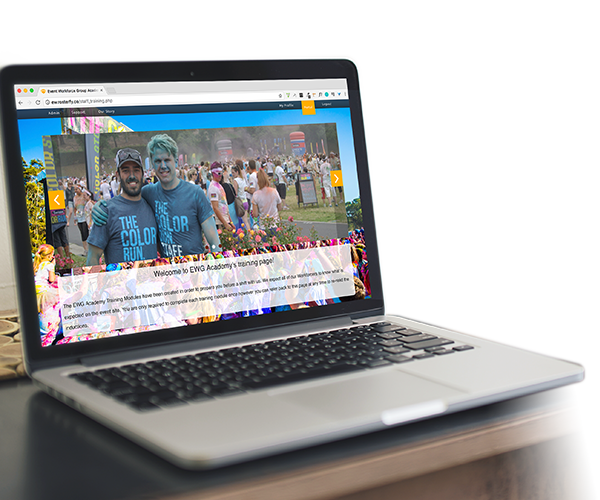 Event Workforce Group Acade
ew.rosterfy.co/staff_training.php
Admin Support Our Story My Profile Logout
THE COLOR RUN
THE COLOR STAFF
Welcome to EWG Academy's training page!
The EWG Academy Training Modules have been created in order to prepare you before a shift with us. We expect all of our Workforce to know what is
expected on the event site. You are only required to complete each training module once however you can refer back to this page at any time to re-read the
inductions.